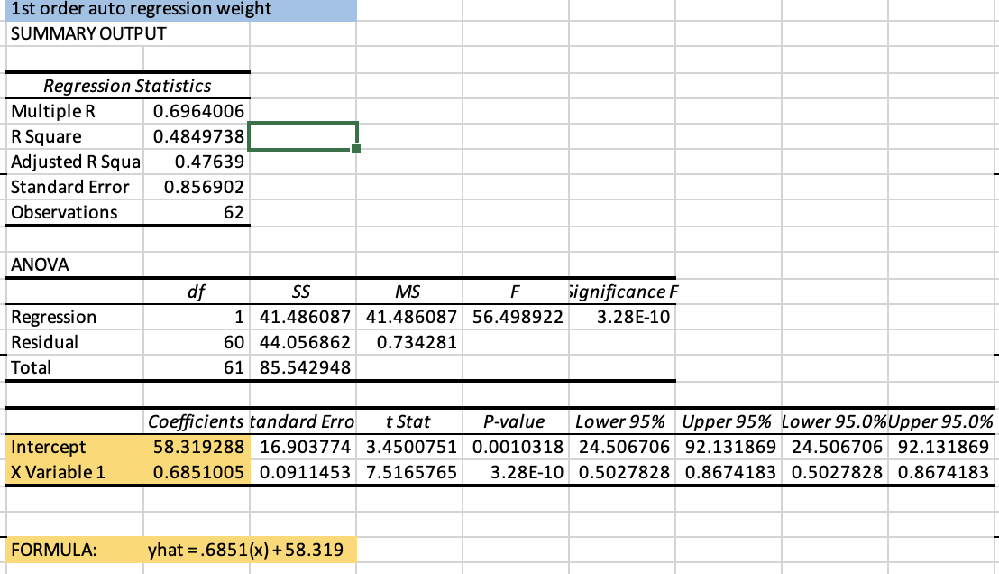 1st order auto regression weight
SUMMARY OUTPUT
Regression Statistics
Multiple R 0.6964006
R Square 0.4849738
Adjusted R Squa 0.47639
Standard Error 0.856902
Observations 62
ANOVA
df SS MS F Significance F
Regression 1 41.486087 41.486087 56.498922 3.28E-10
Residual 60 44.056862 0.734281
Total 61 85.542948
Coefficients tandard Erro t Stat P-value Lower 95% Upper 95% Lower 95.0% Upper 95.0%
Intercept 58.319288 16.903774 3.4500751 0.0010318 24.506706 92.131869 24.506706 92.131869
X Variable 1 0.6851005 0.0911453 7.5165765 3.28E-10 0.5027828 0.8674183 0.5027828 0.8674183
FORMULA: yhat = .6851(x) + 58.319